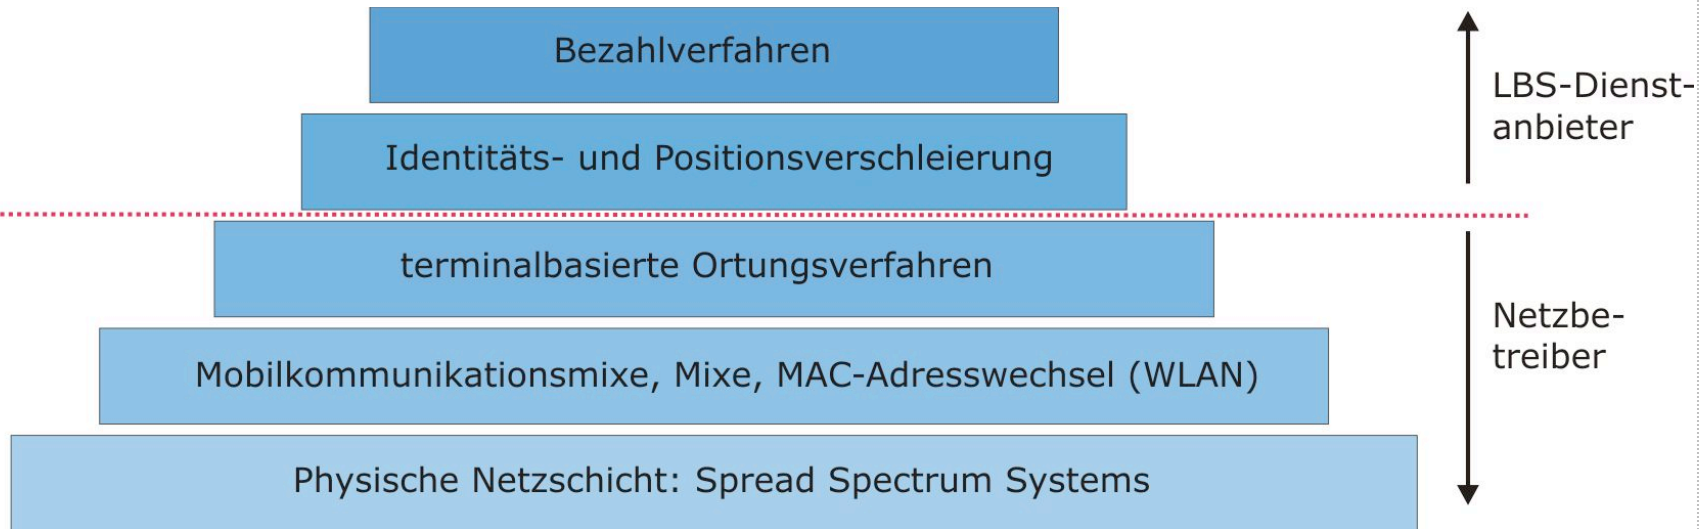 Bezahlverfahren
Identitäts- und Positionsverschleierung
terminalbasierte Ortungsverfahren
Mobilkommunikationsmixe, Mixe, MAC-Adresswechsel (WLAN)
Physische Netzschicht: Spread Spectrum Systems
LBS-Dienst-
anbieter
Netzbe-
treiber